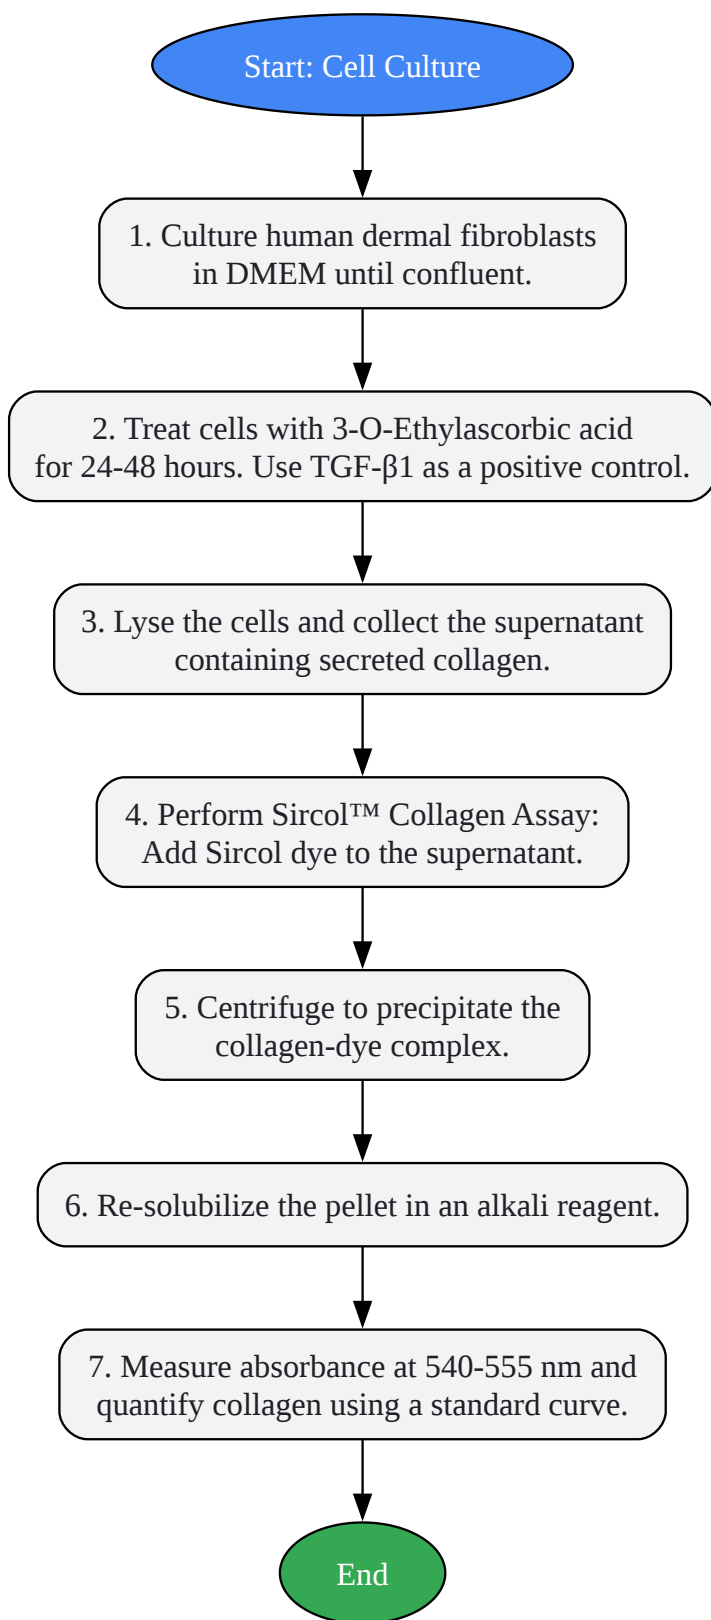 Start: Cell Culture
1. Culture human dermal fibroblasts
in DMEM until confluent.
2. Treat cells with 3-O-Ethylascorbic acid
for 24-48 hours. Use TGF-β1 as a positive control.
3. Lyse the cells and collect the supernatant
containing secreted collagen.
4. Perform Sircol™ Collagen Assay:
Add Sircol dye to the supernatant.
5. Centrifuge to precipitate the
collagen-dye complex.
6. Re-solubilize the pellet in an alkali reagent.
7. Measure absorbance at 540-555 nm and
quantify collagen using a standard curve.
End